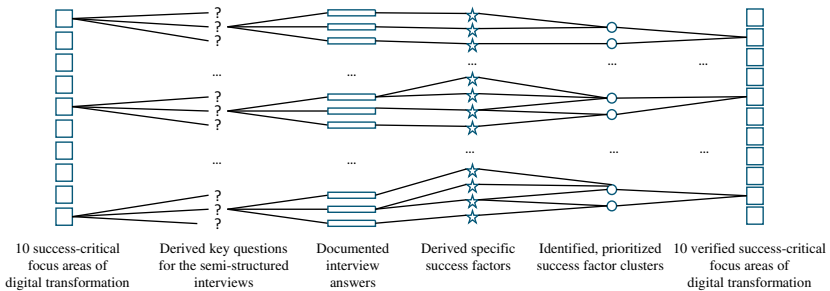 ?
?
?
...
...
...
...
...
?
?
?
...
...
...
...
...
?
?
?
10 success-critical
focus areas of
digital transformation
Derived key questions
for the semi-structured
interviews
Documented
interview
answers
Derived specific
success factors
Identified, prioritized
success factor clusters
10 verified success-critical
focus areas of
digital transformation